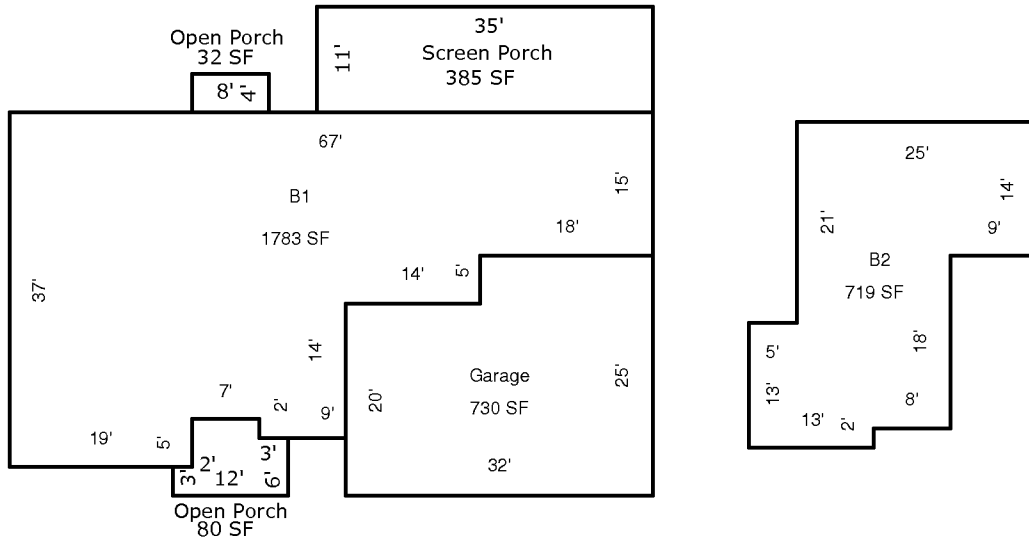 35'
Open Porch
32 SF
11'
Screen Porch
385 SF
8'
4'
67'
25'
15'
14'
B1
21'
18'
9'
1783 SF
B2
14'
5'
719 SF
37'
14'
18'
5'
Garage
25'
7'
2'
20'
13'
730 SF
9'
8'
13'
2'
19'
5'
3'
2'
32'
3'
12'
6'
Open Porch
80 SF